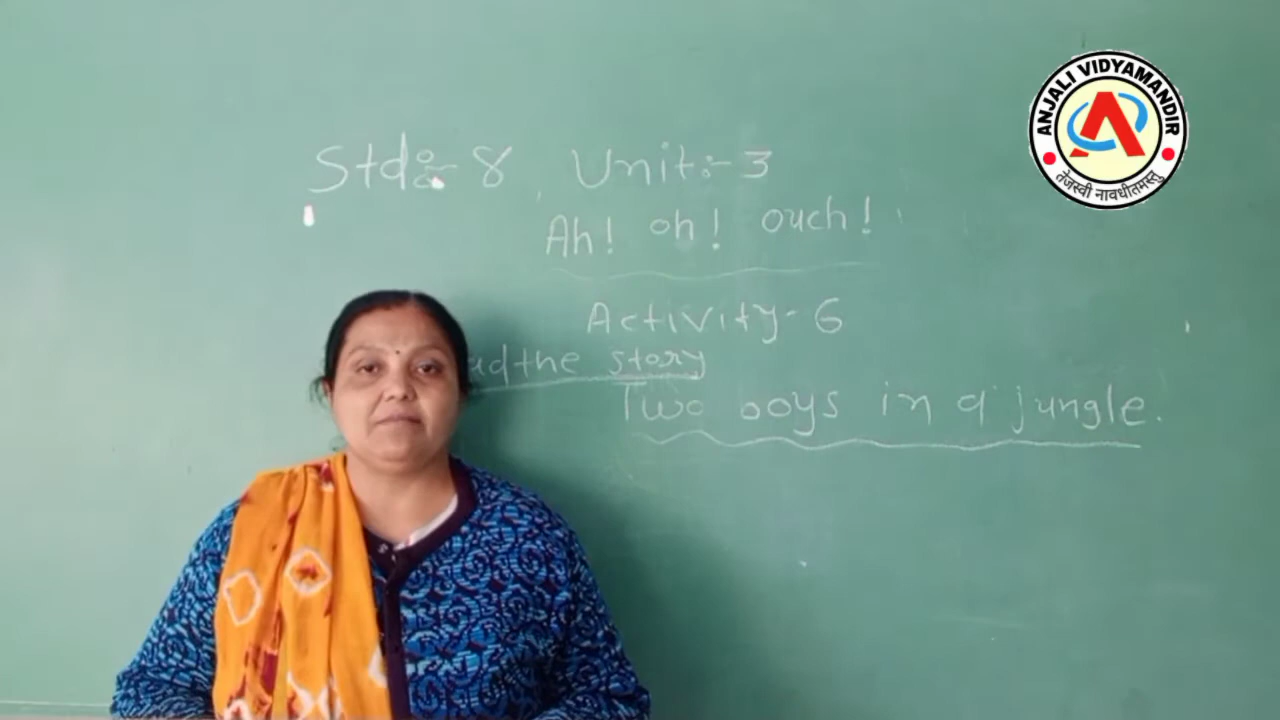 Std:- 8, Unit:- 3
Ah! oh! ouch!
Activity- 6
the story
Two boys in a jungle.
ANJALI VIDYAMANDIR
A
तेजस्वी नावधीतमस्तु